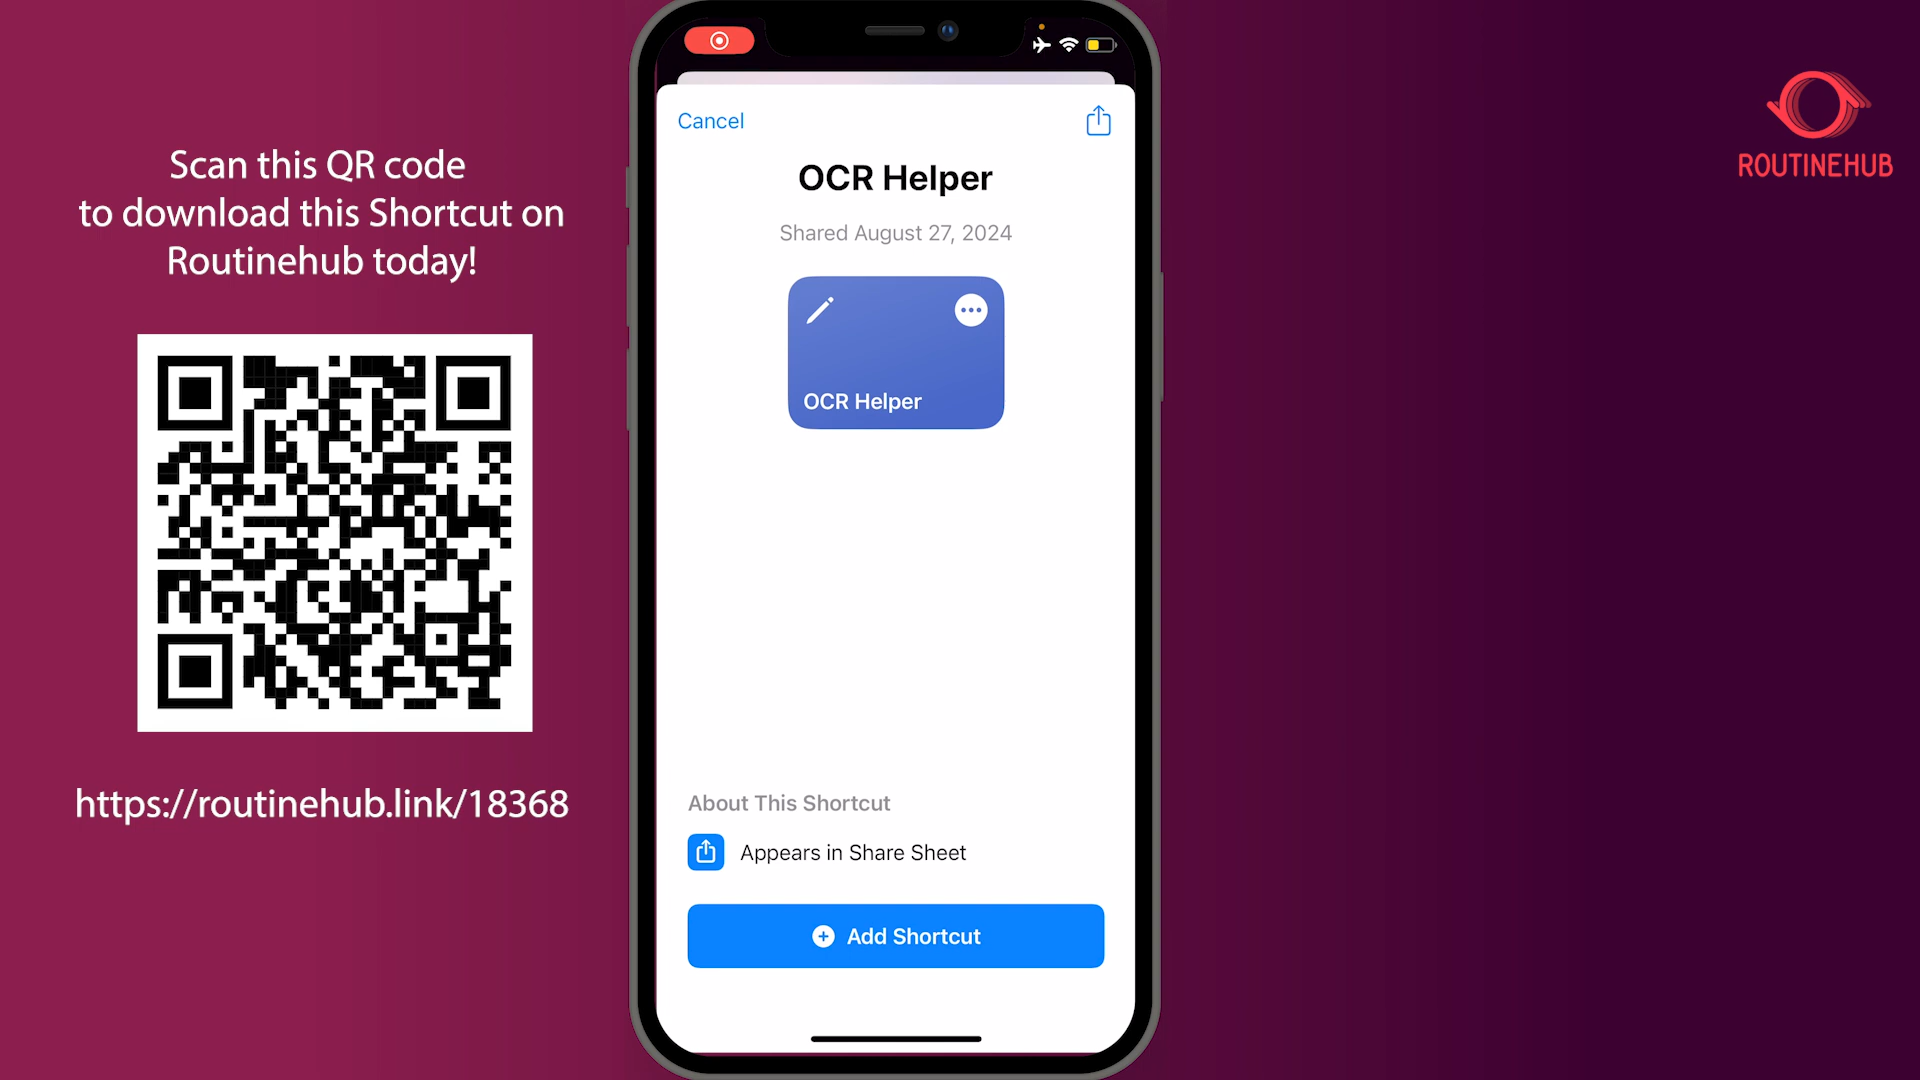 Scan this QR code
to download this Shortcut on
Routinehub today!
https://routinehub.link/18368
Cancel
OCR Helper
Shared August 27, 2024
OCR Helper
About This Shortcut
Appears in Share Sheet
Add Shortcut
ROUTINEHUB